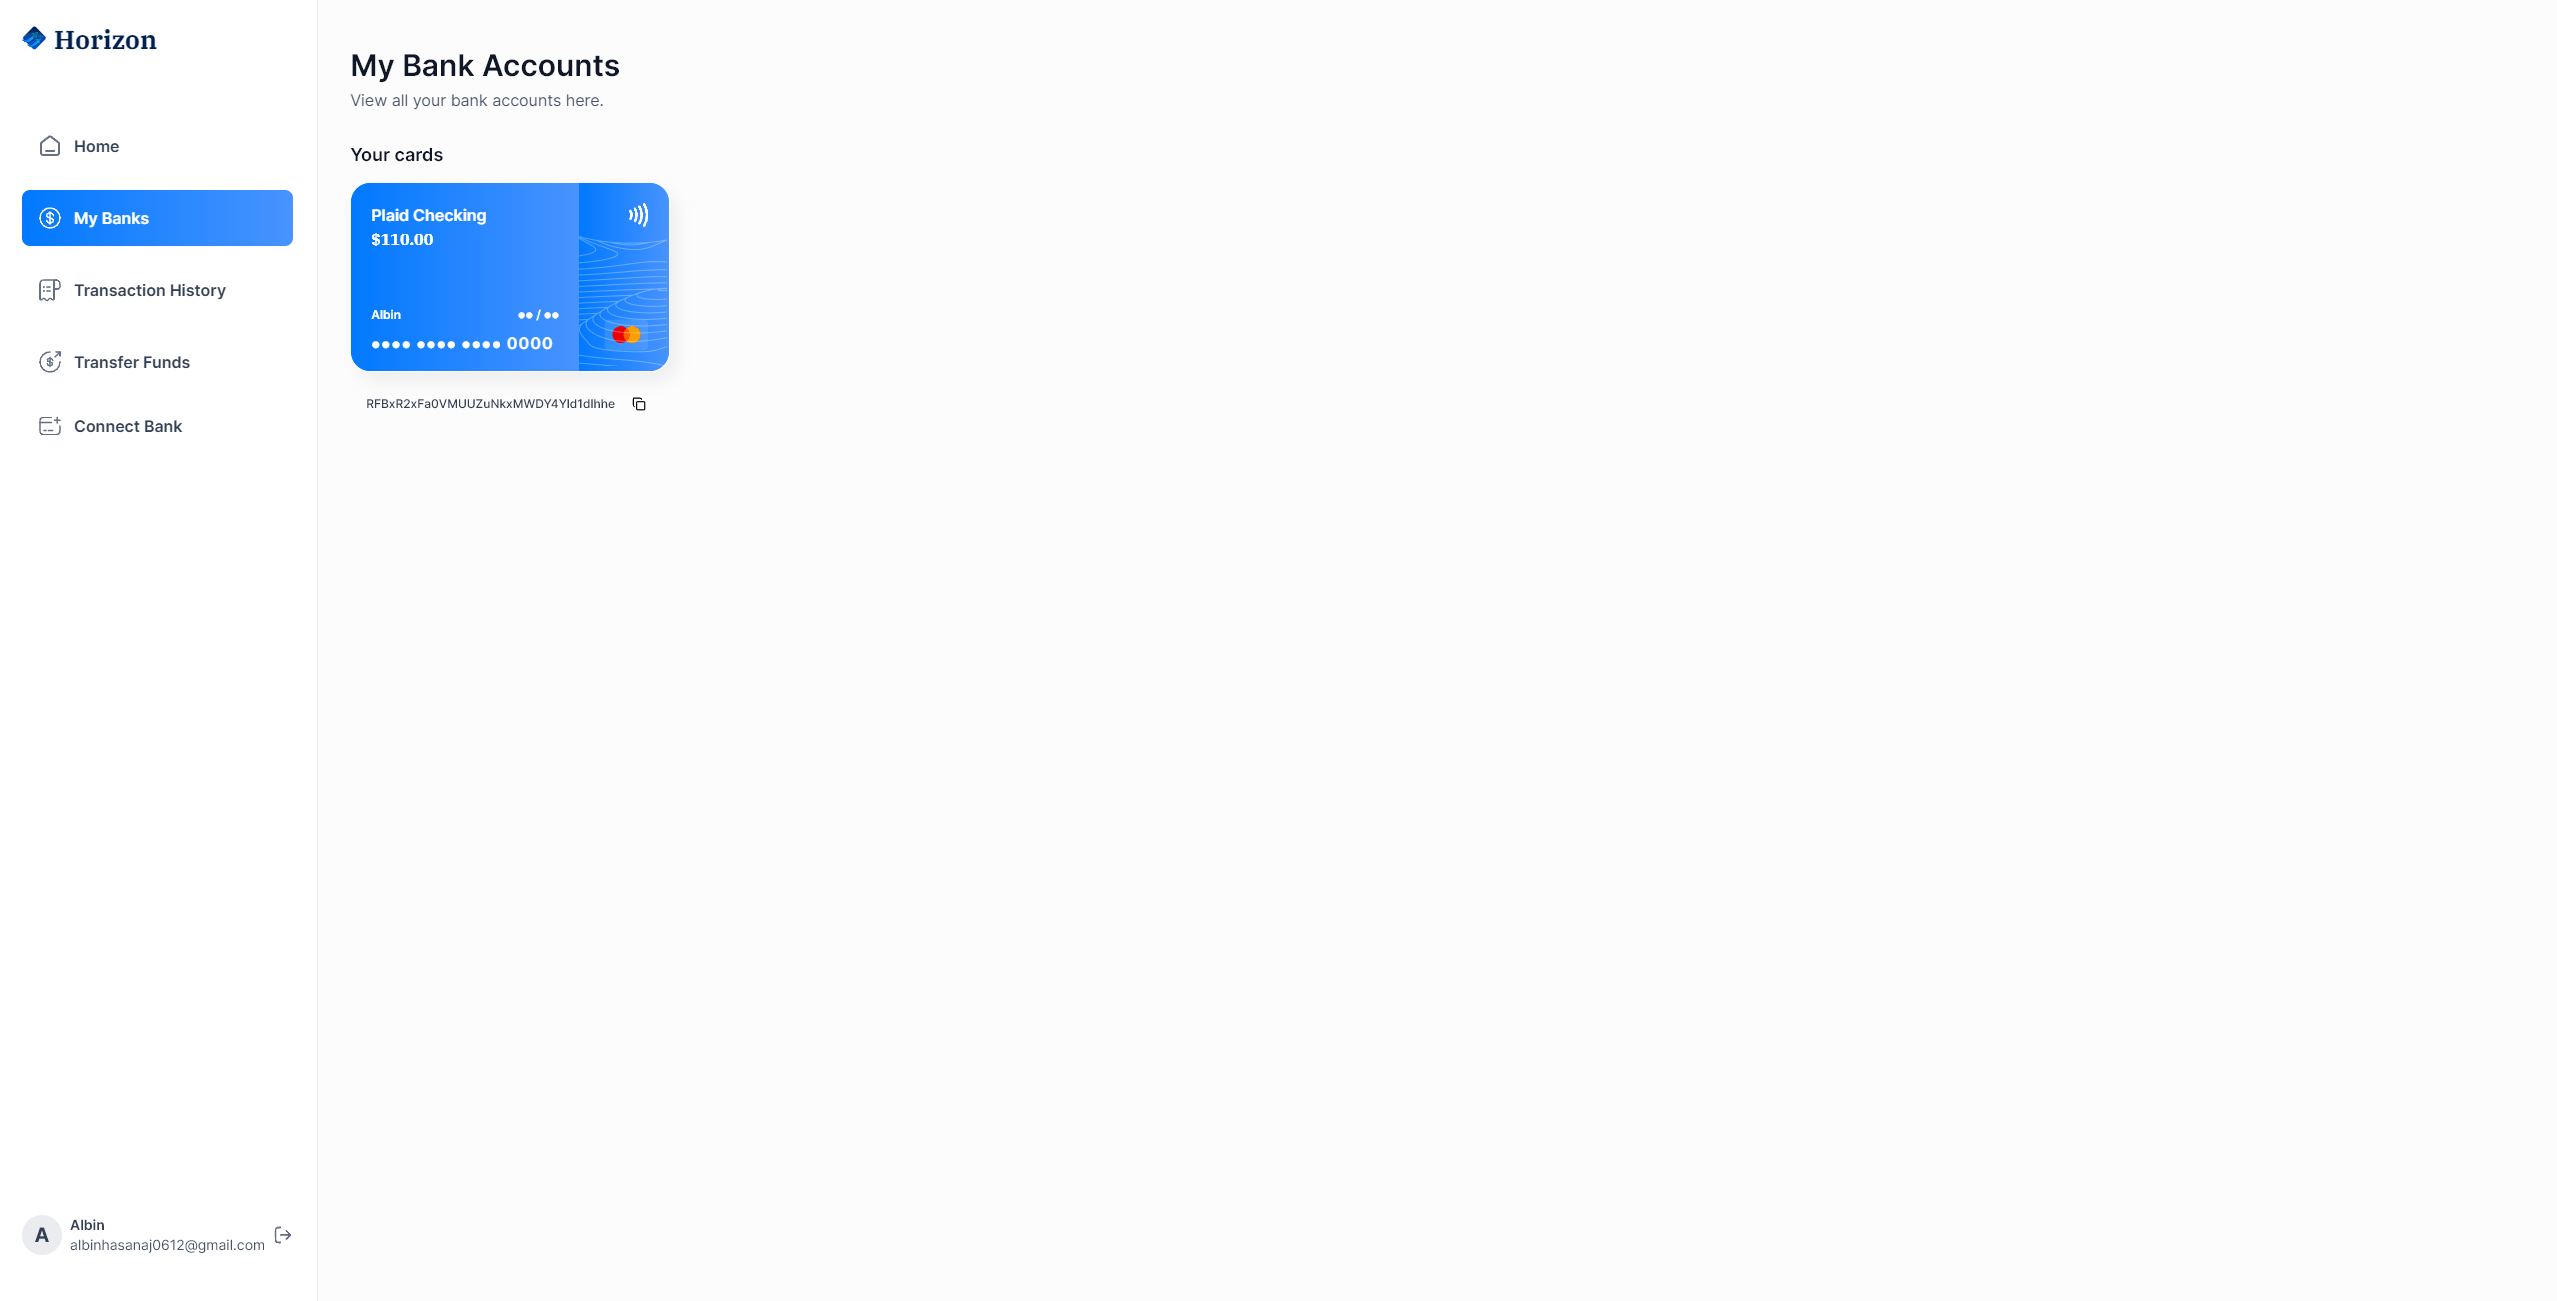 Horizon
Home
My Banks
Transaction History
Transfer Funds
Connect Bank
Albin
A
albinhasanaj0612@gmail.com
My Bank Accounts
View all your bank accounts here.
Your cards
Plaid Checking
$110.00
Albin
●● / ●●
●●●● ●●●● ●●●● 0000